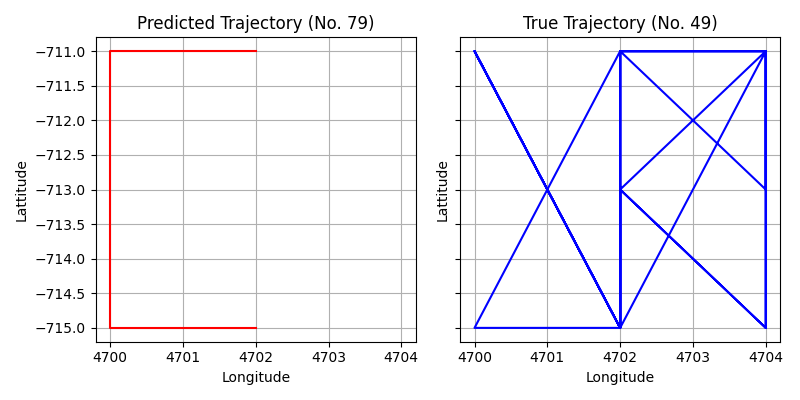 Predicted Trajectory (No. 79)
Lattitude
−711.0
−711.5
−712.0
−712.5
−713.0
−713.5
−714.0
−714.5
−715.0
4700 4701 4702 4703 4704
Longitude
True Trajectory (No. 49)
Lattitude
4700 4701 4702 4703 4704
Longitude